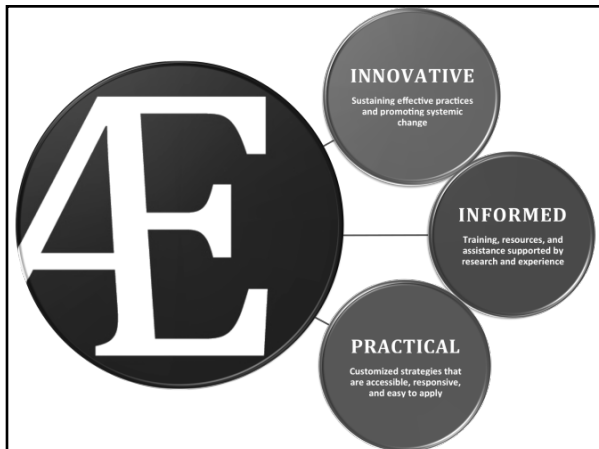 Æ
INNOVATIVE
Sustaining effective practices
and promoting systemic
change
INFORMED
Training, resources, and
assistance supported by
research and experience
PRACTICAL
Customized strategies that
are accessible, responsive,
and easy to apply